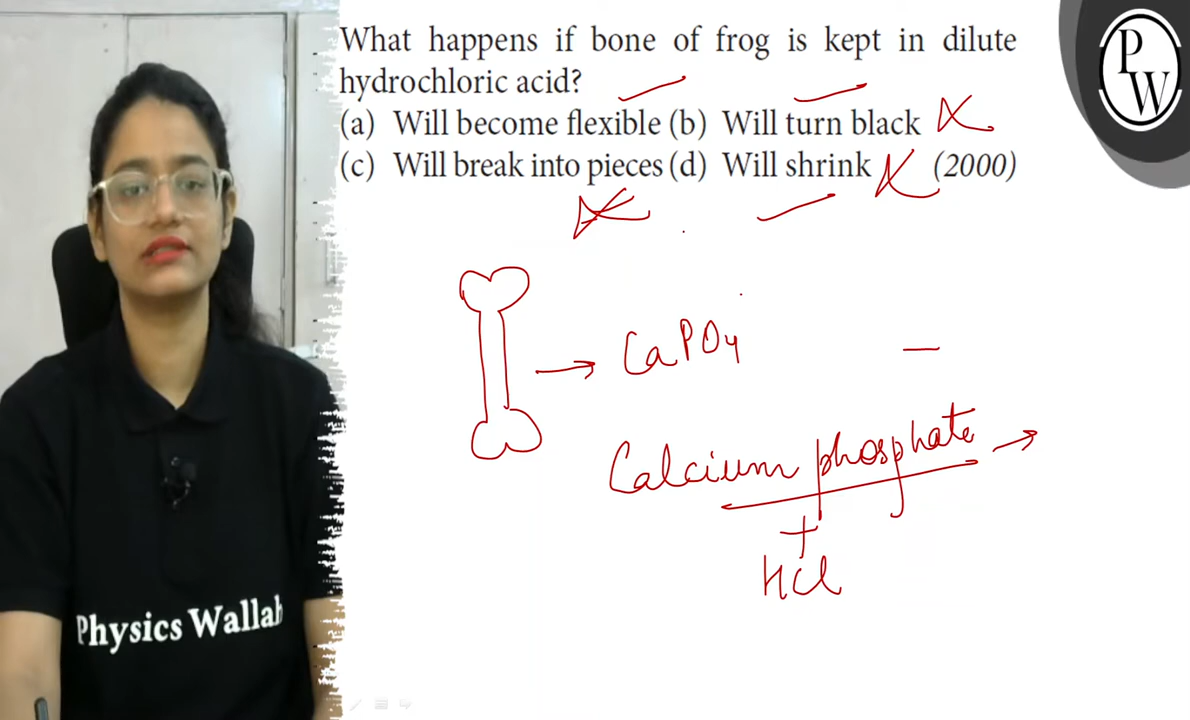 What happens if bone of frog is kept in dilute
hydrochloric acid?
(a) Will become flexible (b) Will turn black
(c) Will break into pieces (d) Will shrink (2000)
CaPO4
Calcium phosphate
+
HCl
Physics Wallah
P
W